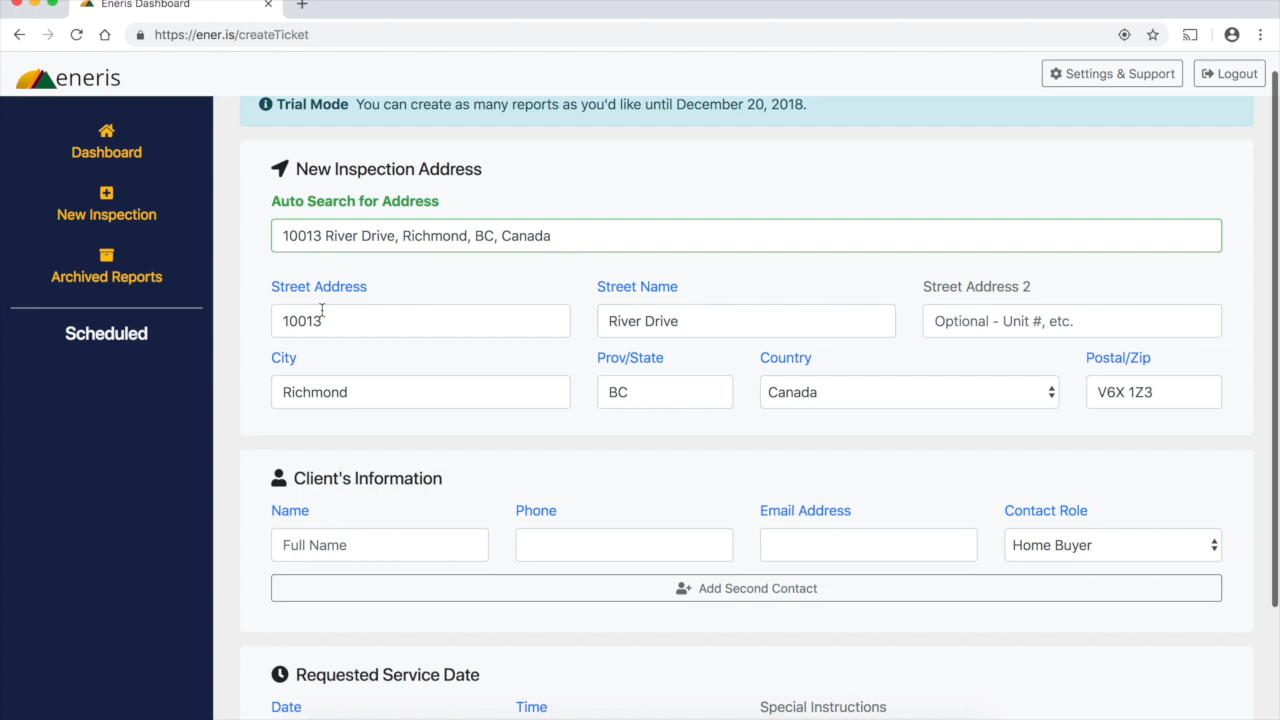 Eneris Dashboard
https://ener.is/createTicket
eneris
Settings & Support
Logout
Dashboard
New Inspection
Archived Reports
Scheduled
Trial Mode You can create as many reports as you'd like until December 20, 2018.
New Inspection Address
Auto Search for Address
10013 River Drive, Richmond, BC, Canada
Street Address Street Name Street Address 2
10013 River Drive Optional - Unit #, etc.
City Prov/State Country Postal/Zip
Richmond BC Canada V6X 1Z3
Client's Information
Name Phone Email Address Contact Role
Full Name Home Buyer
Add Second Contact
Requested Service Date
Date Time Special Instructions